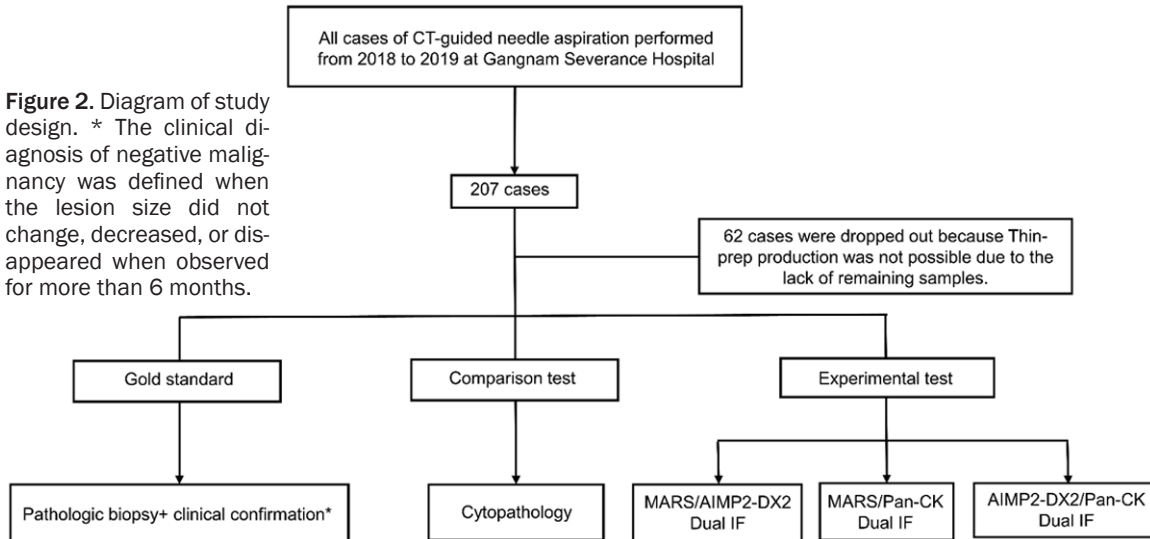 All cases of CT-guided needle aspiration performed
from 2018 to 2019 at Gangnam Severance Hospital
Figure 2. Diagram of study
design. * The clinical di-
agnosis of negative malig-
nancy was defined when
the lesion size did not
change, decreased, or dis-
appeared when observed
for more than 6 months.
207 cases
62 cases were dropped out because Thin-
prep production was not possible due to the
lack of remaining samples.
Gold standard
Comparison test
Experimental test
Pathologic biopsy+ clinical confirmation*
Cytopathology
MARS/AIMP2-DX2
Dual IF
MARS/Pan-CK
Dual IF
AIMP2-DX2/Pan-CK
Dual IF